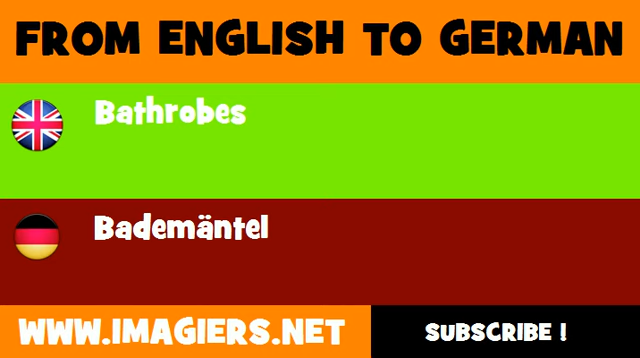 FROM ENGLISH TO GERMAN
Bathrobes
Bademäntel
WWW.IMAGIERS.NET
SUBSCRIBE !